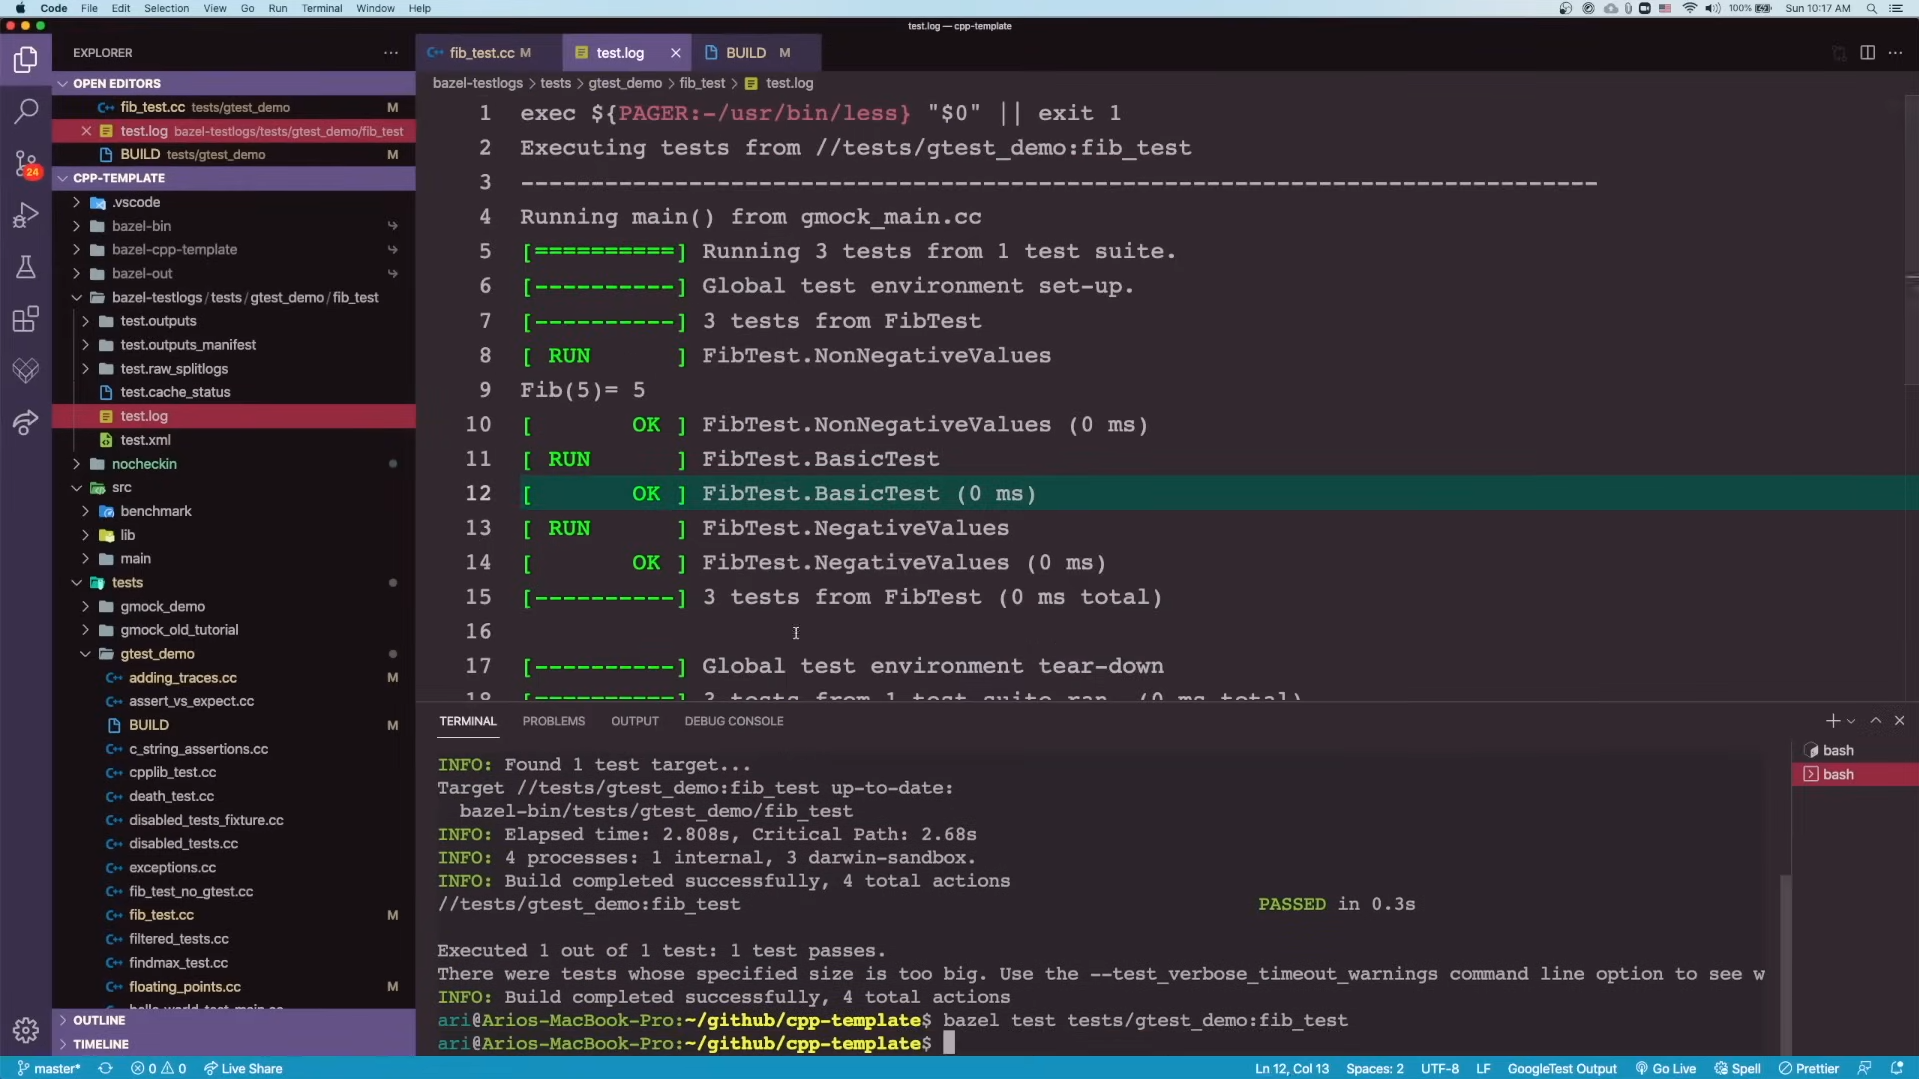 Code File Edit Selection View Go Run Terminal Window Help
100% Sun 10:17 AM
test.log — cpp-template
EXPLORER
OPEN EDITORS
fib_test.cc tests/gtest_demo M
test.log bazel-testlogs/tests/gtest_demo/fib_test
BUILD tests/gtest_demo M
24
CPP-TEMPLATE
.vscode
bazel-bin
bazel-cpp-template
bazel-out
bazel-testlogs / tests / gtest_demo / fib_test
test.outputs
test.outputs_manifest
test.raw_splitlogs
test.cache_status
test.log
test.xml
nocheckin
src
benchmark
lib
main
tests
gmock_demo
gmock_old_tutorial
gtest_demo
adding_traces.cc M
assert_vs_expect.cc
BUILD M
c_string_assertions.cc
cpplib_test.cc
death_test.cc
disabled_tests_fixture.cc
disabled_tests.cc
exceptions.cc
fib_test_no_gtest.cc
fib_test.cc M
filtered_tests.cc
findmax_test.cc
floating_points.cc M
OUTLINE
TIMELINE
fib_test.cc M test.log BUILD M
bazel-testlogs > tests > gtest_demo > fib_test > test.log
1 exec ${PAGER:-/usr/bin/less} "$0" || exit 1
2 Executing tests from //tests/gtest_demo:fib_test
3 -----------------------------------------------------------------------------
4 Running main() from gmock_main.cc
5 [==========] Running 3 tests from 1 test suite.
6 [----------] Global test environment set-up.
7 [----------] 3 tests from FibTest
8 [ RUN      ] FibTest.NonNegativeValues
9 Fib(5)= 5
10 [       OK ] FibTest.NonNegativeValues (0 ms)
11 [ RUN      ] FibTest.BasicTest
12 [       OK ] FibTest.BasicTest (0 ms)
13 [ RUN      ] FibTest.NegativeValues
14 [       OK ] FibTest.NegativeValues (0 ms)
15 [----------] 3 tests from FibTest (0 ms total)
16
17 [----------] Global test environment tear-down
18 [==========] 3 tests from 1 test suite ran. (0 ms total)
TERMINAL PROBLEMS OUTPUT DEBUG CONSOLE
bash
bash
INFO: Found 1 test target...
Target //tests/gtest_demo:fib_test up-to-date:
bazel-bin/tests/gtest_demo/fib_test
INFO: Elapsed time: 2.808s, Critical Path: 2.68s
INFO: 4 processes: 1 internal, 3 darwin-sandbox.
INFO: Build completed successfully, 4 total actions
//tests/gtest_demo:fib_test PASSED in 0.3s
Executed 1 out of 1 test: 1 test passes.
There were tests whose specified size is too big. Use the --test_verbose_timeout_warnings command line option to see w
INFO: Build completed successfully, 4 total actions
ari@Arios-MacBook-Pro:~/github/cpp-template$ bazel test tests/gtest_demo:fib_test
ari@Arios-MacBook-Pro:~/github/cpp-template$
master* 0 0 Live Share Ln 12, Col 13 Spaces: 2 UTF-8 LF GoogleTest Output Go Live Spell Prettier